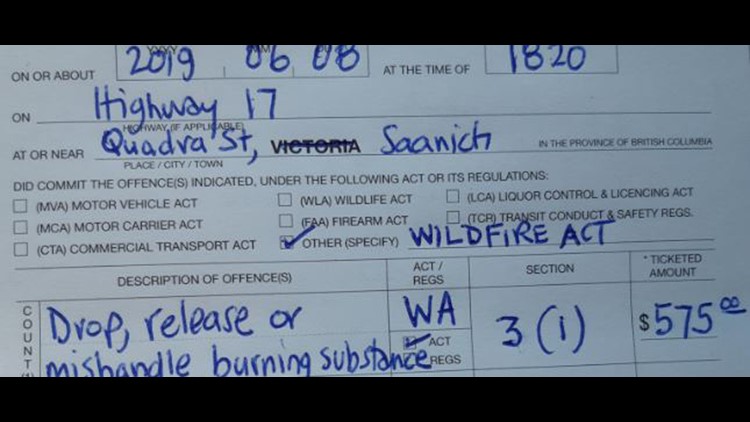 YYYY MM
ON OR ABOUT 2019 06 08 AT THE TIME OF 1820
ON Highway 17
HIGHWAY (IF APPLICABLE)
AT OR NEAR Quadra St, VICTORIA Saanich IN THE PROVINCE OF BRITISH COLUMBIA
PLACE / CITY / TOWN
DID COMMIT THE OFFENCE(S) INDICATED, UNDER THE FOLLOWING ACT OR ITS REGULATIONS:
(MVA) MOTOR VEHICLE ACT (WLA) WILDLIFE ACT (LCA) LIQUOR CONTROL & LICENCING ACT
(MCA) MOTOR CARRIER ACT (FAA) FIREARM ACT (TCR) TRANSIT CONDUCT & SAFETY REGS.
(CTA) COMMERCIAL TRANSPORT ACT OTHER (SPECIFY) WILDFIRE ACT
DESCRIPTION OF OFFENCE(S) ACT / REGS SECTION * TICKETED AMOUNT
COUNT (1) Drop, release or WA 3 (1) $ 575 00
mishandle burning substance ACT
REGS